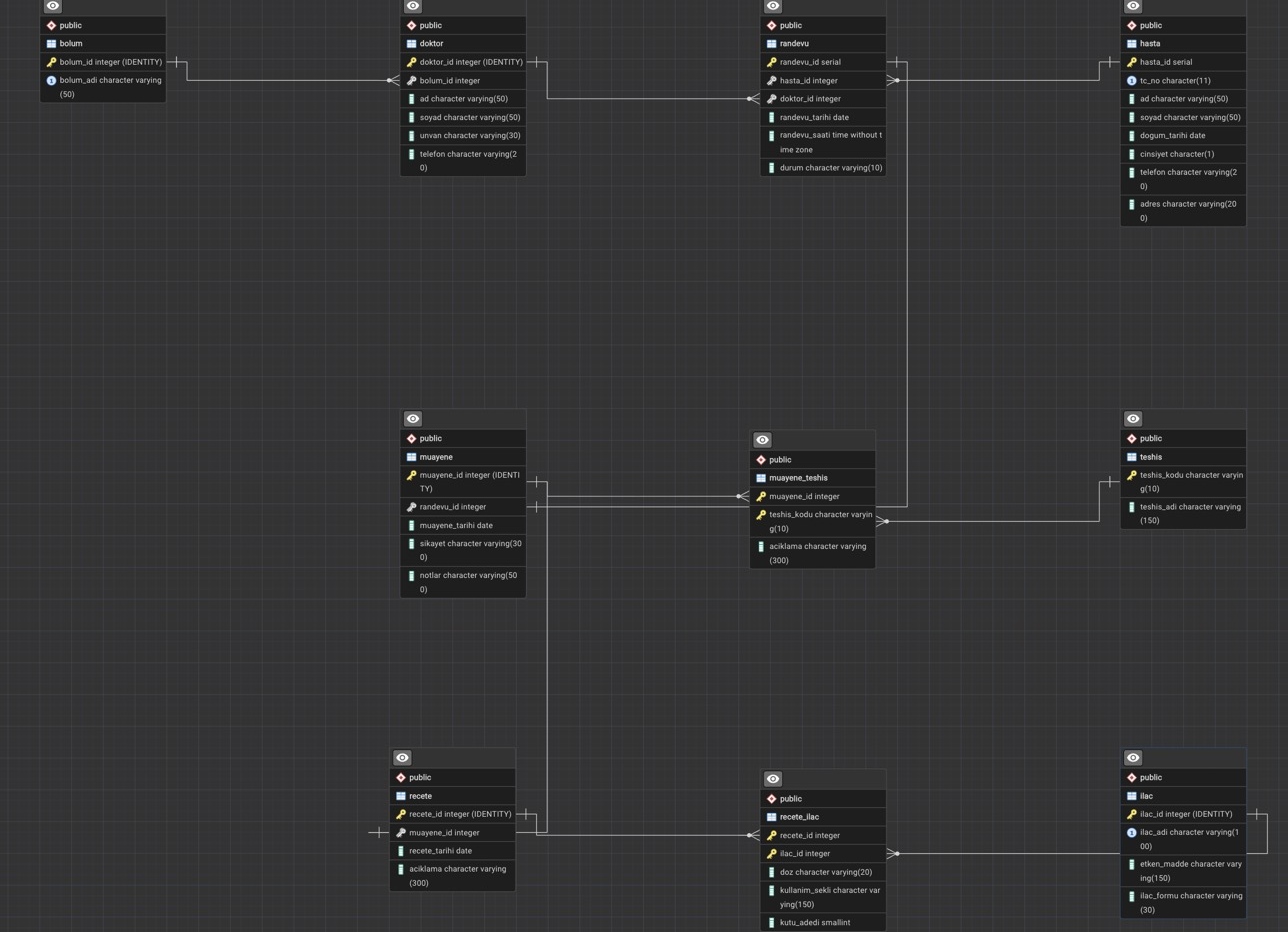 public
bolum
bolum_id integer (IDENTITY)
bolum_adi character varying
(50)
public
doktor
doktor_id integer (IDENTITY)
bolum_id integer
ad character varying(50)
soyad character varying(50)
unvan character varying(30)
telefon character varying(2
0)
public
randevu
randevu_id serial
hasta_id integer
doktor_id integer
randevu_tarihi date
randevu_saati time without t
ime zone
durum character varying(10)
public
hasta
hasta_id serial
tc_no character(11)
ad character varying(50)
soyad character varying(50)
dogum_tarihi date
cinsiyet character(1)
telefon character varying(2
0)
adres character varying(20
0)
public
muayene
muayene_id integer (IDENTI
TY)
randevu_id integer
muayene_tarihi date
sikayet character varying(30
0)
notlar character varying(50
0)
public
muayene_teshis
muayene_id integer
teshis_kodu character varyin
g(10)
aciklama character varying
(300)
public
teshis
teshis_kodu character varyin
g(10)
teshis_adi character varying
(150)
public
recete
recete_id integer (IDENTITY)
muayene_id integer
recete_tarihi date
aciklama character varying
(300)
public
recete_ilac
recete_id integer
ilac_id integer
doz character varying(20)
kullanim_sekli character var
ying(150)
kutu_adedi smallint
public
ilac
ilac_id integer (IDENTITY)
ilac_adi character varying(1
00)
etken_madde character vary
ing(150)
ilac_formu character varying
(30)